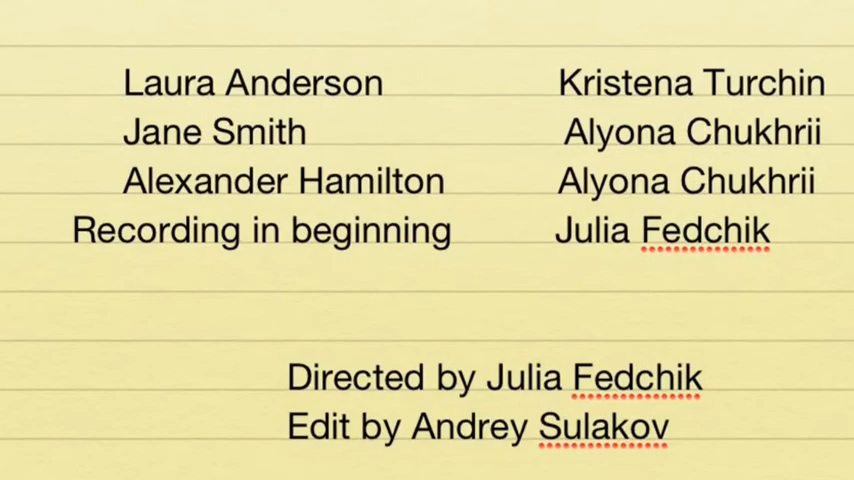 Laura Anderson Kristena Turchin
Jane Smith Alyona Chukhrii
Alexander Hamilton Alyona Chukhrii
Recording in beginning Julia Fedchik
Directed by Julia Fedchik
Edit by Andrey Sulakov